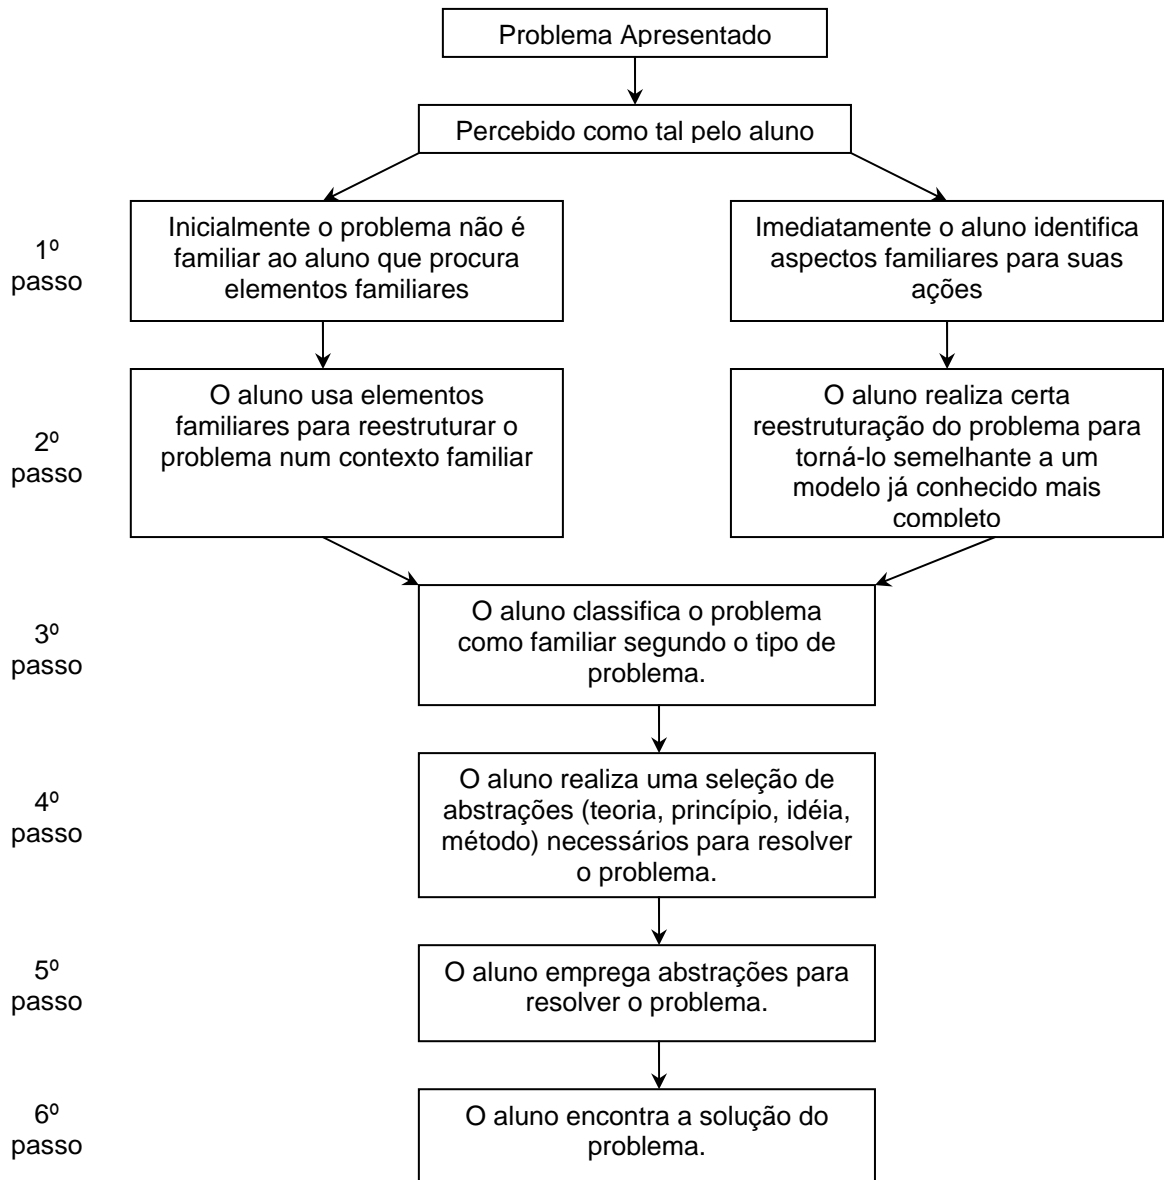 Problema Apresentado
Percebido como tal pelo aluno
1º
passo
Inicialmente o problema não é
familiar ao aluno que procura
elementos familiares
Imediatamente o aluno identifica
aspectos familiares para suas
ações
2º
passo
O aluno usa elementos
familiares para reestruturar o
problema num contexto familiar
O aluno realiza certa
reestruturação do problema para
torná-lo semelhante a um
modelo já conhecido mais
completo
3º
passo
O aluno classifica o problema
como familiar segundo o tipo de
problema.
4º
passo
O aluno realiza uma seleção de
abstrações (teoria, princípio, idéia,
método) necessários para resolver
o problema.
5º
passo
O aluno emprega abstrações para
resolver o problema.
6º
passo
O aluno encontra a solução do
problema.